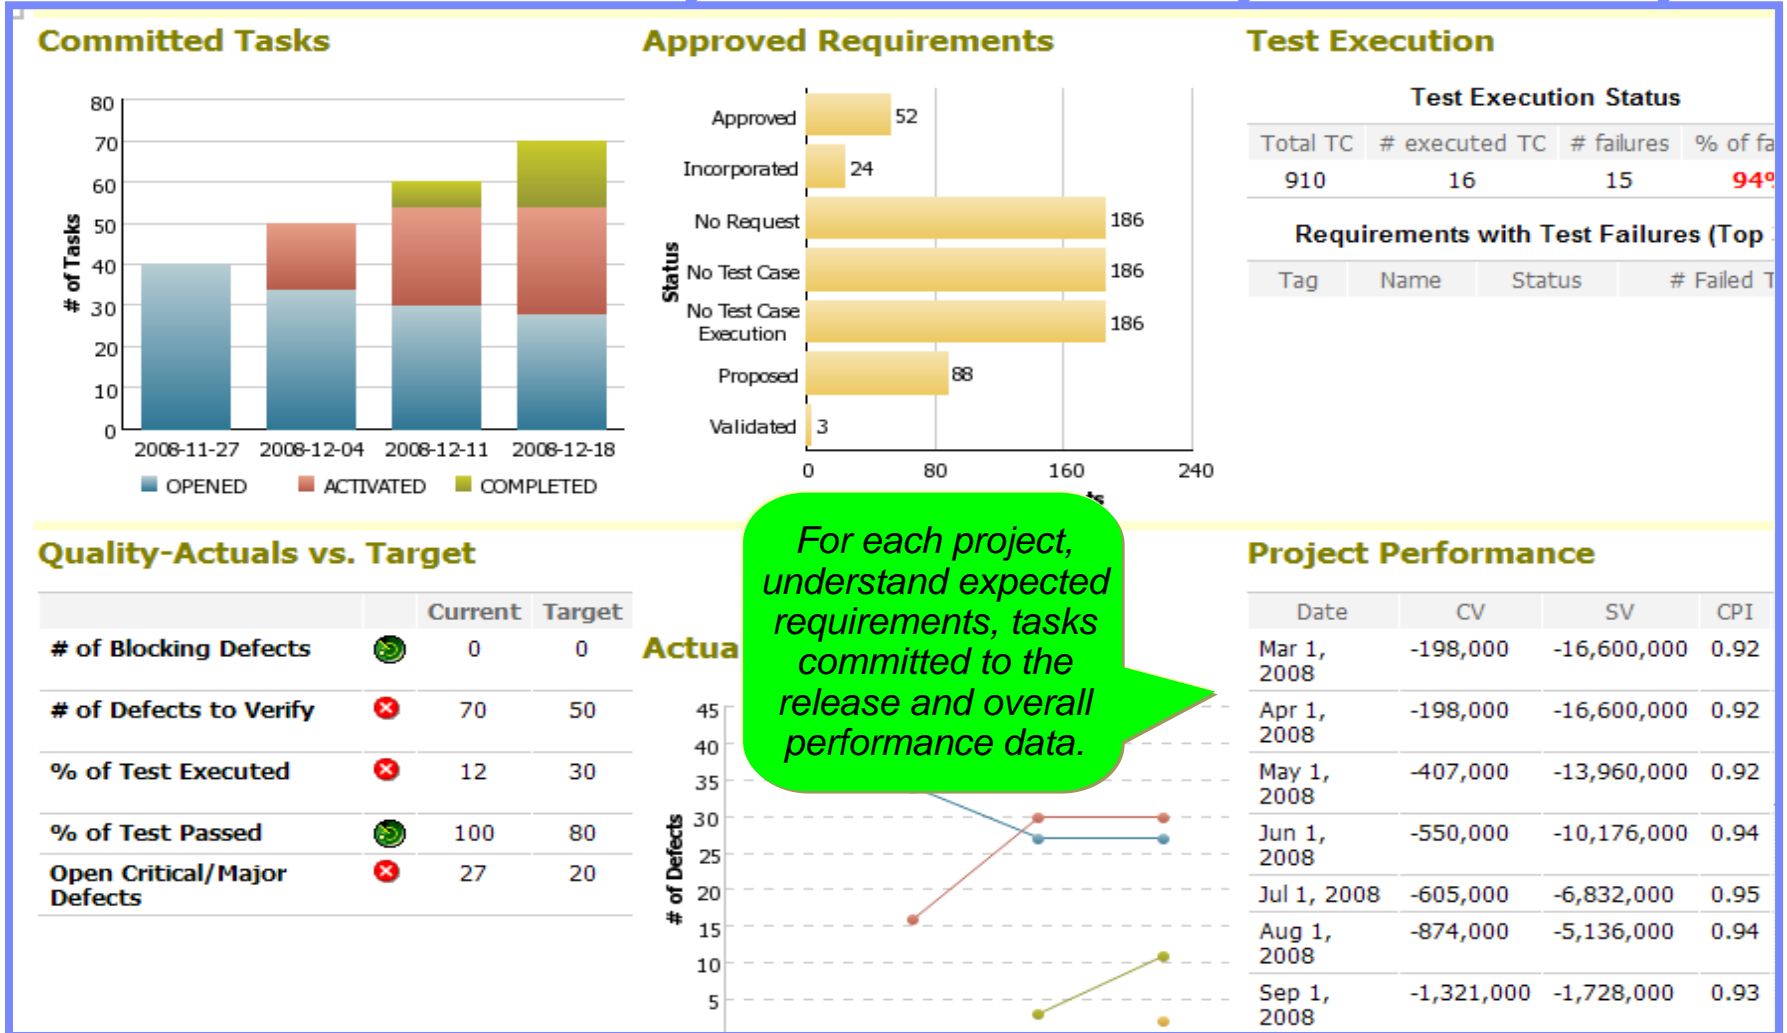 Committed Tasks
80
70
60
50
40
30
20
10
0
# of Tasks
2008-11-27 2008-12-04 2008-12-11 2008-12-18
OPENED ACTIVATED COMPLETED
Approved Requirements
Status
Approved 52
Incorporated 24
No Request 186
No Test Case 186
No Test Case
Execution 186
Proposed 88
Validated 3
0 80 160 240
Test Execution
Test Execution Status
Total TC # executed TC # failures % of
910 16 15 94%
Requirements with Test Failures (Top
Tag Name Status # Failed
Quality-Actuals vs. Target
Current Target
# of Blocking Defects 0 0
# of Defects to Verify 70 50
% of Test Executed 12 30
% of Test Passed 100 80
Open Critical/Major 27 20
Defects
For each project,
understand expected
requirements, tasks
committed to the
release and overall
performance data.
45
40
35
30
25
20
15
10
5
# of Defects
Project Performance
Date CV SV CPI
Mar 1, -198,000 -16,600,000 0.92
2008
Apr 1, -198,000 -16,600,000 0.92
2008
May 1, -407,000 -13,960,000 0.92
2008
Jun 1, -550,000 -10,176,000 0.94
2008
Jul 1, 2008 -605,000 -6,832,000 0.95
Aug 1, -874,000 -5,136,000 0.94
2008
Sep 1, -1,321,000 -1,728,000 0.93
2008